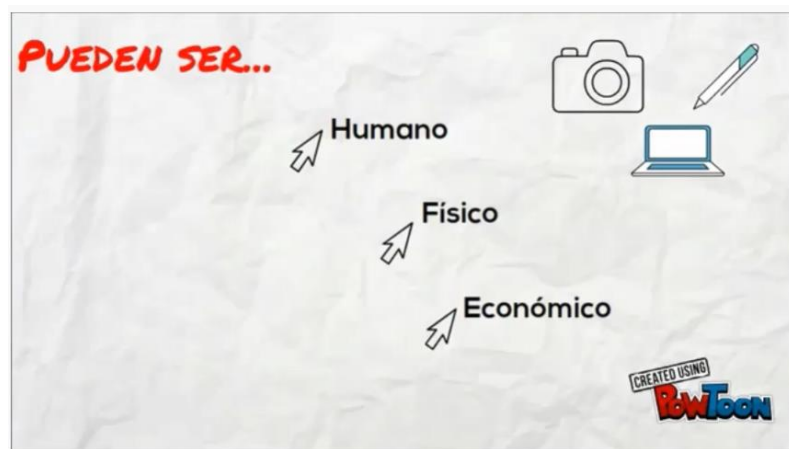 PUEDEN SER...
Humano
Físico
Económico
CREATED USING
POWTOON